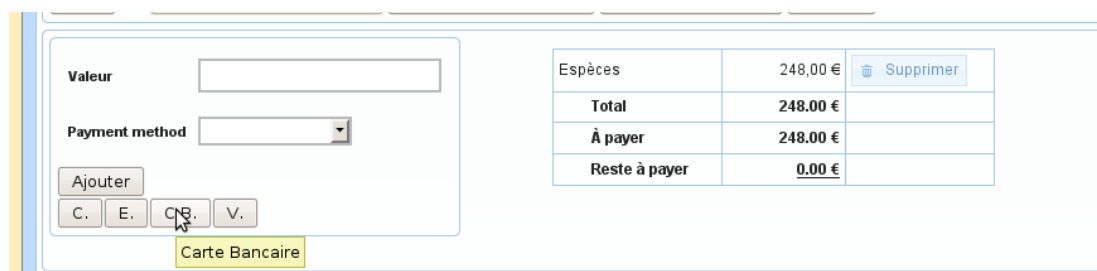 Valeur
Payment method
Ajouter
C. E. C.B. V.
Carte Bancaire
Espèces 248,00 € Supprimer
Total 248.00 €
À payer 248.00 €
Reste à payer 0.00 €